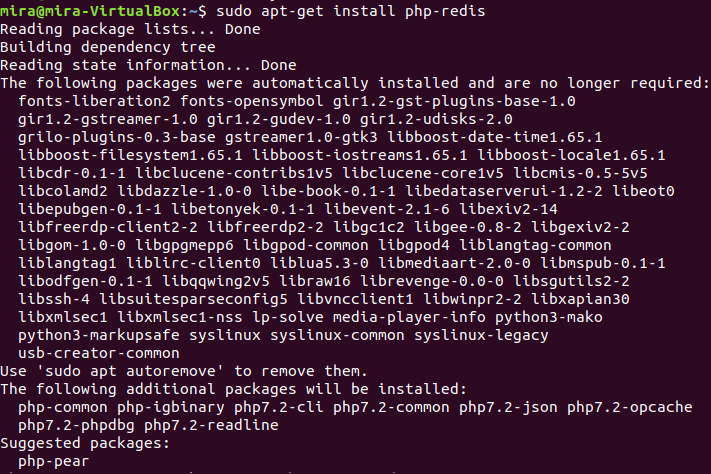 mira@mira-VirtualBox:~$ sudo apt-get install php-redis
Reading package lists... Done
Building dependency tree
Reading state information... Done
The following packages were automatically installed and are no longer required:
  fonts-liberation2 fonts-opensymbol gir1.2-gst-plugins-base-1.0
  gir1.2-gstreamer-1.0 gir1.2-gudev-1.0 gir1.2-udisks-2.0
  grilo-plugins-0.3-base gstreamer1.0-gtk3 libboost-date-time1.65.1
  libboost-filesystem1.65.1 libboost-iostreams1.65.1 libboost-locale1.65.1
  libcdr-0.1-1 libclucene-contribs1v5 libclucene-core1v5 libcmis-0.5-5v5
  libcolamd2 libdazzle-1.0-0 libe-book-0.1-1 libedataserverui-1.2-2 libeot0
  libepubgen-0.1-1 libetonyek-0.1-1 libevent-2.1-6 libexiv2-14
  libfreerdp-client2-2 libfreerdp2-2 libgc1c2 libgee-0.8-2 libgexiv2-2
  libgom-1.0-0 libgpgmepp6 libgpod-common libgpod4 liblangtag-common
  liblangtag1 liblirc-client0 liblua5.3-0 libmediaart-2.0-0 libmspub-0.1-1
  libodfgen-0.1-1 libqqwing2v5 libraw16 librevenge-0.0-0 libsgutils2-2
  libssh-4 libsuitesparseconfig5 libvncclient1 libwinpr2-2 libxapian30
  libxmlsec1 libxmlsec1-nss lp-solve media-player-info python3-mako
  python3-markupsafe syslinux syslinux-common syslinux-legacy
  usb-creator-common
Use 'sudo apt autoremove' to remove them.
The following additional packages will be installed:
  php-common php-igbinary php7.2-cli php7.2-common php7.2-json php7.2-opcache
  php7.2-phpdbg php7.2-readline
Suggested packages:
  php-pear